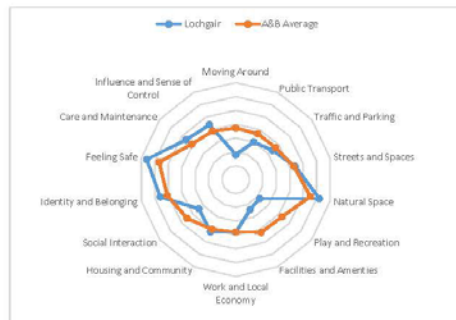 Lochgair
A&B Average
Moving Around
Public Transport
Traffic and Parking
Streets and Spaces
Natural Space
Play and Recreation
Facilities and Amenties
Work and Local
Economy
Housing and Community
Social Interaction
Identity and Belonging
Feeling Safe
Care and Maintenance
Influence and Sense of
Control